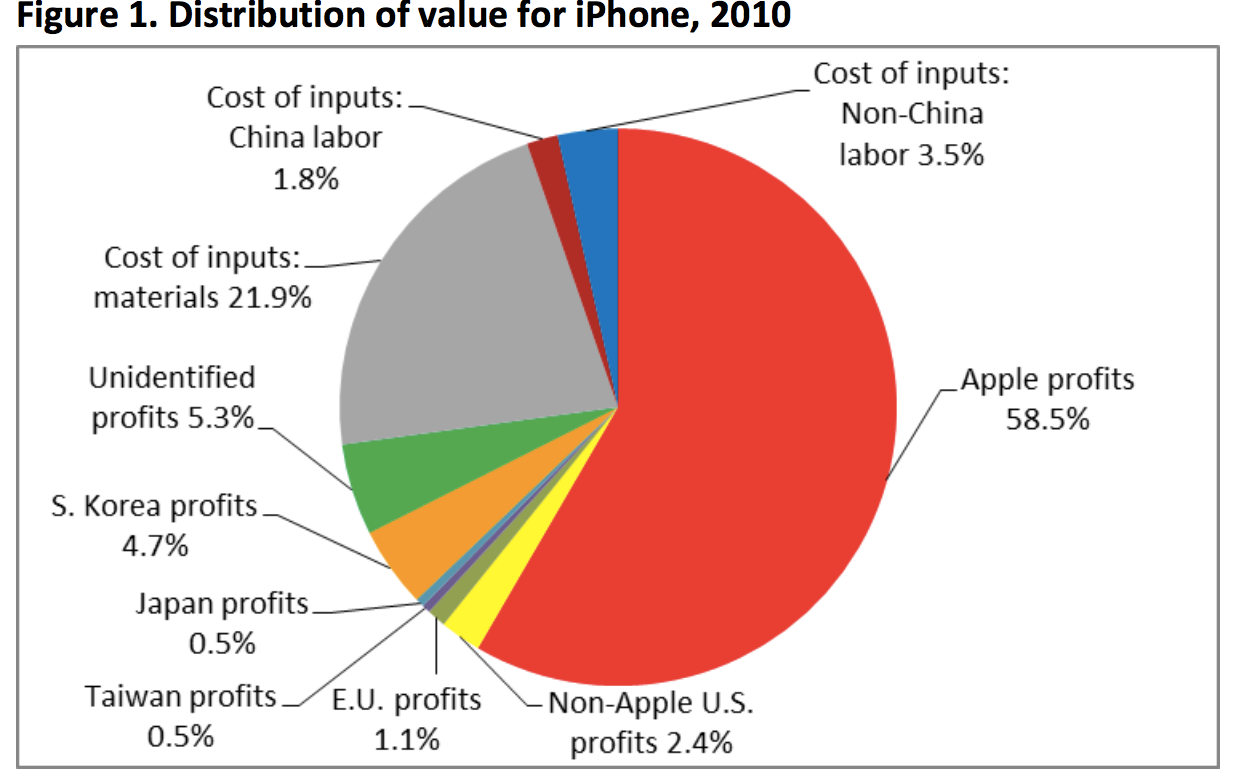 Figure 1. Distribution of value for iPhone, 2010
Cost of inputs:
Non-China
labor 3.5%
Cost of inputs:
China labor
1.8%
Cost of inputs:
materials 21.9%
Unidentified
profits 5.3%
Apple profits
58.5%
S. Korea profits
4.7%
Japan profits
0.5%
Taiwan profits
0.5%
E.U. profits
1.1%
Non-Apple U.S.
profits 2.4%